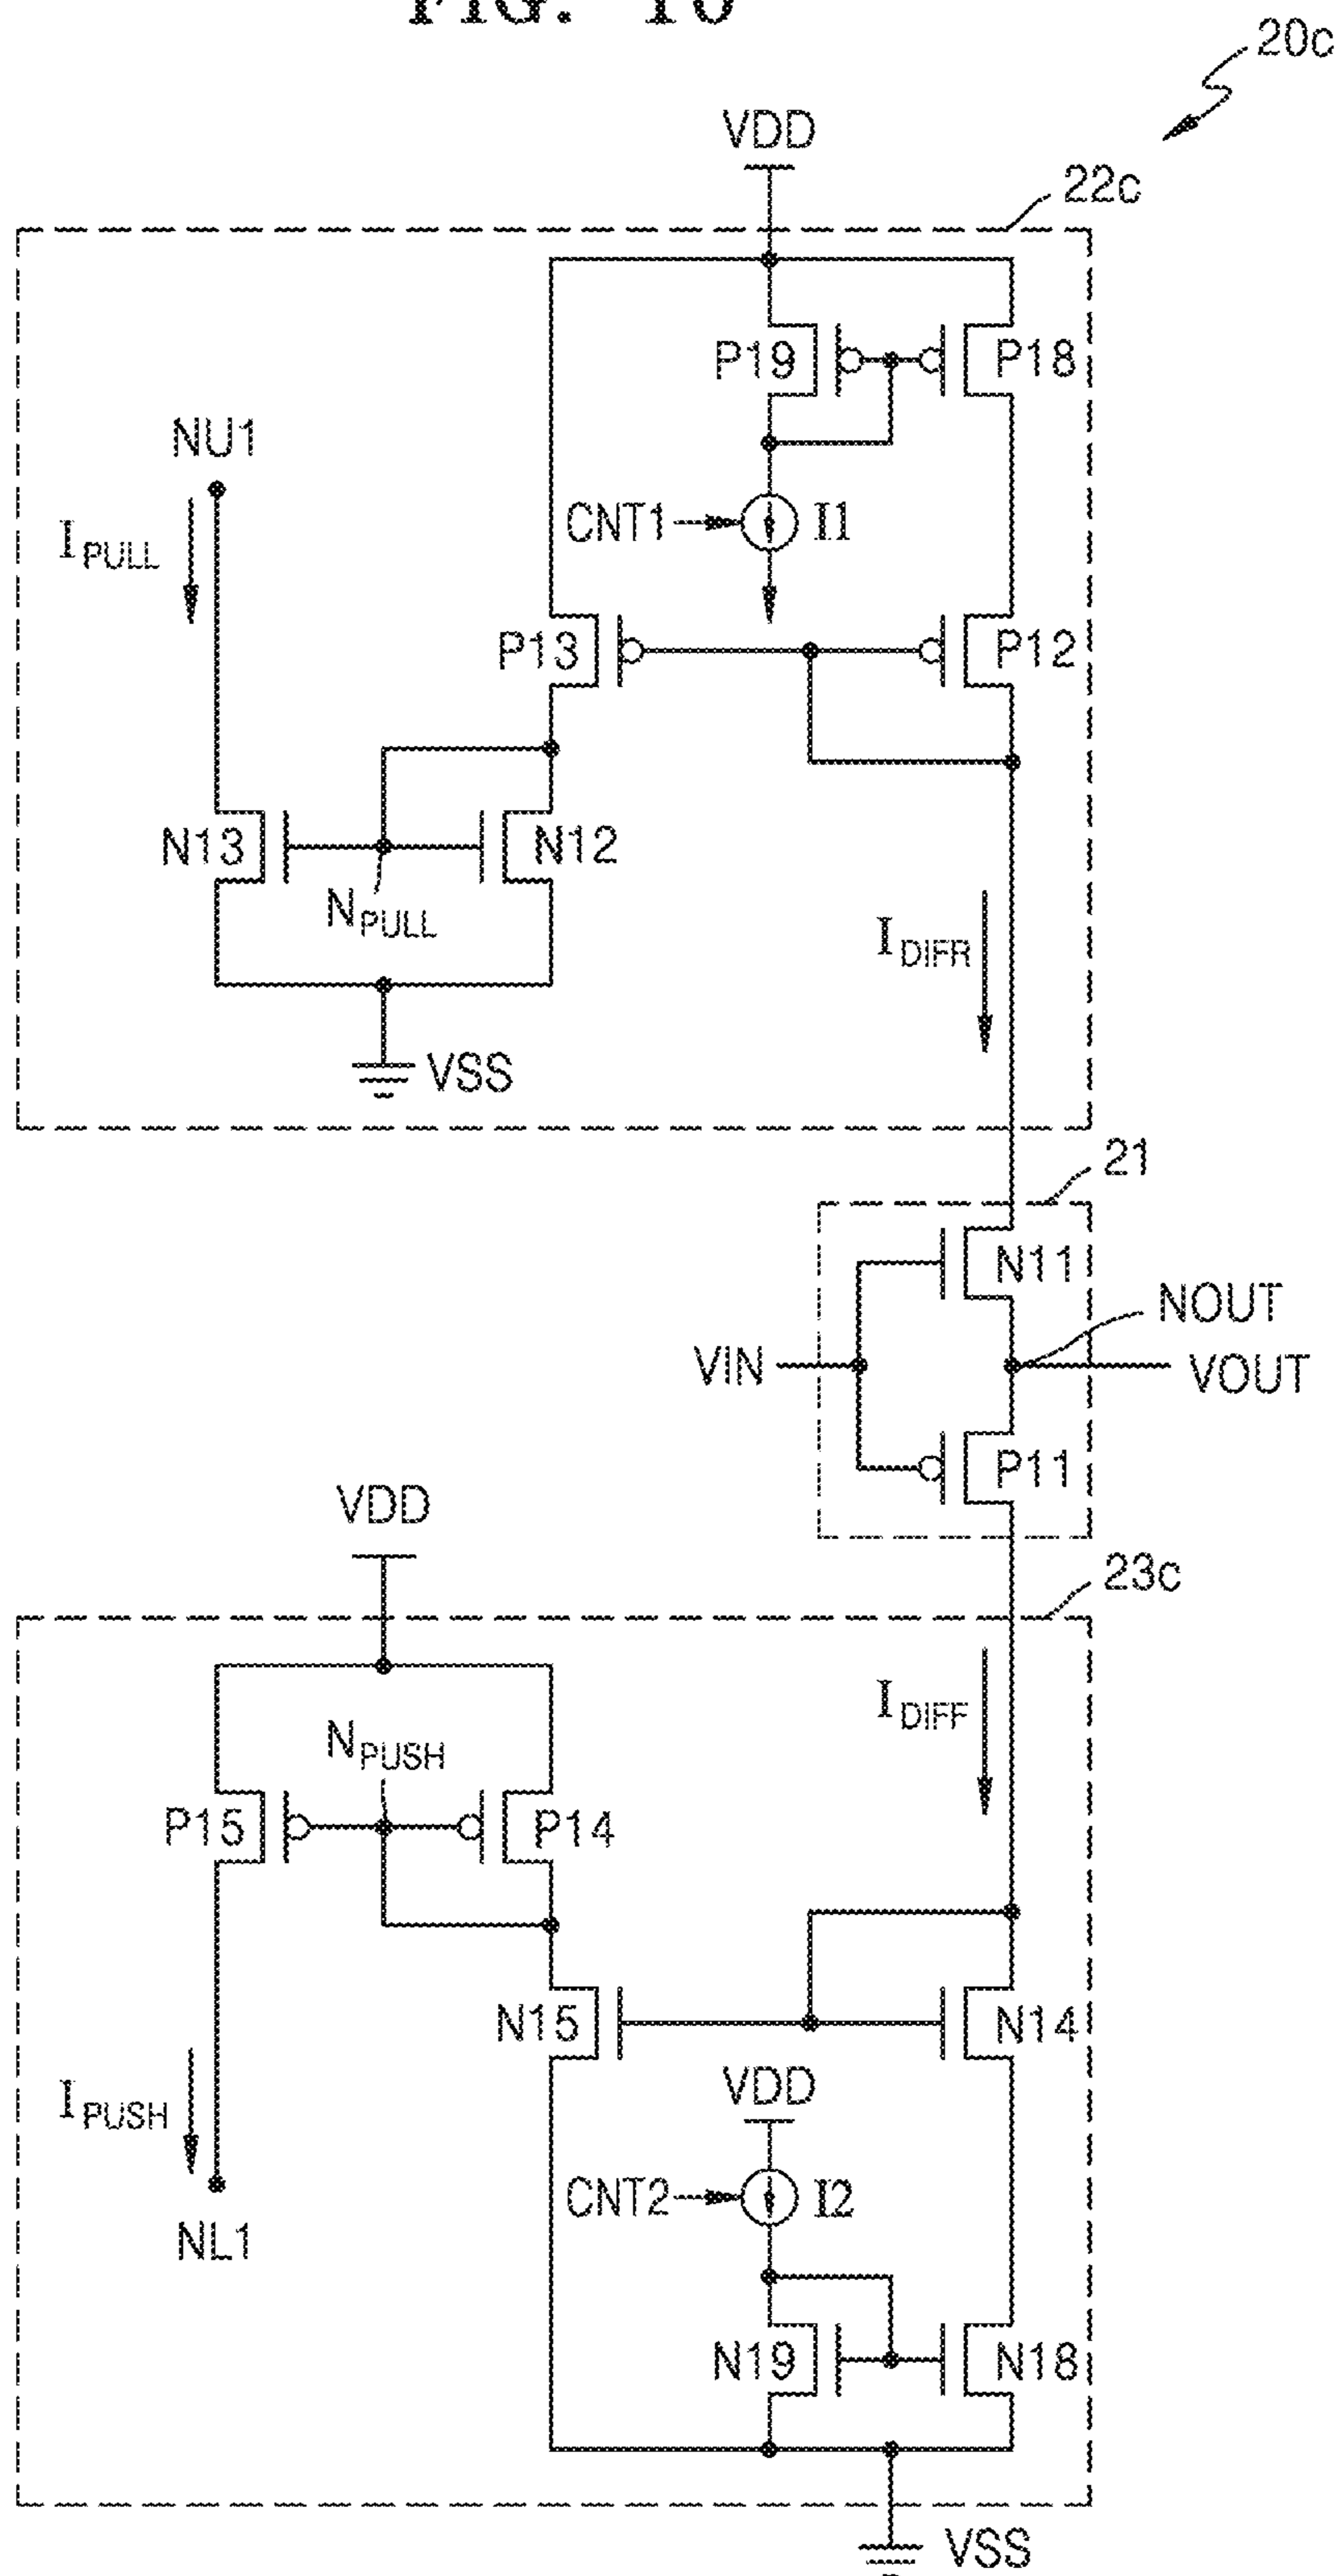 FIG. 10
20c
VDD
22c
P19
P18
NU1
CNT1
I1
IPULL
P13
P12
N13
N12
NPULL
IDIFR
VSS
21
N11
NOUT
VIN
VOUT
P11
VDD
23c
IDIFF
NPUSH
P15
P14
N15
N14
VDD
IPUSH
CNT2
I2
NL1
N19
N18
VSS